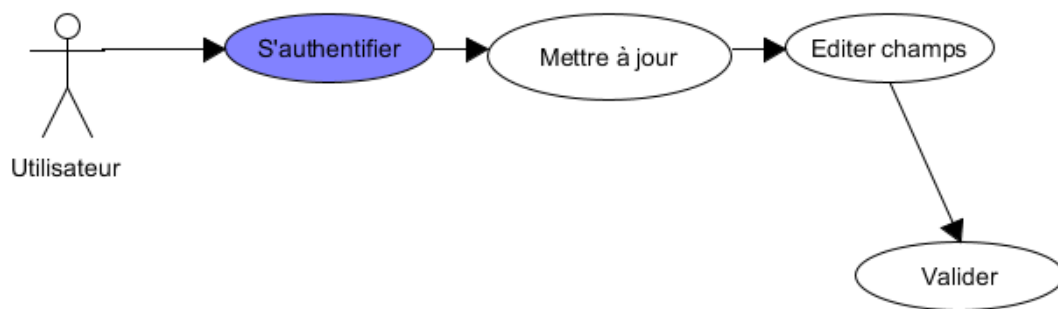 S'authentifier
Mettre à jour
Editer champs
Utilisateur
Valider